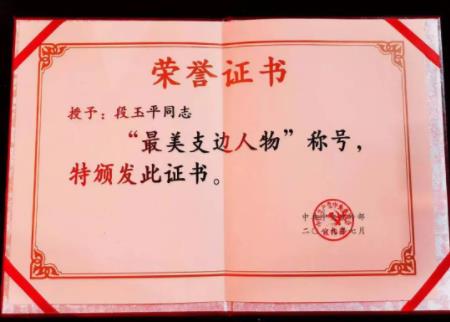 荣誉证书
授予：段玉平同志
“最美支边人物”称号，
特颁发此证书。